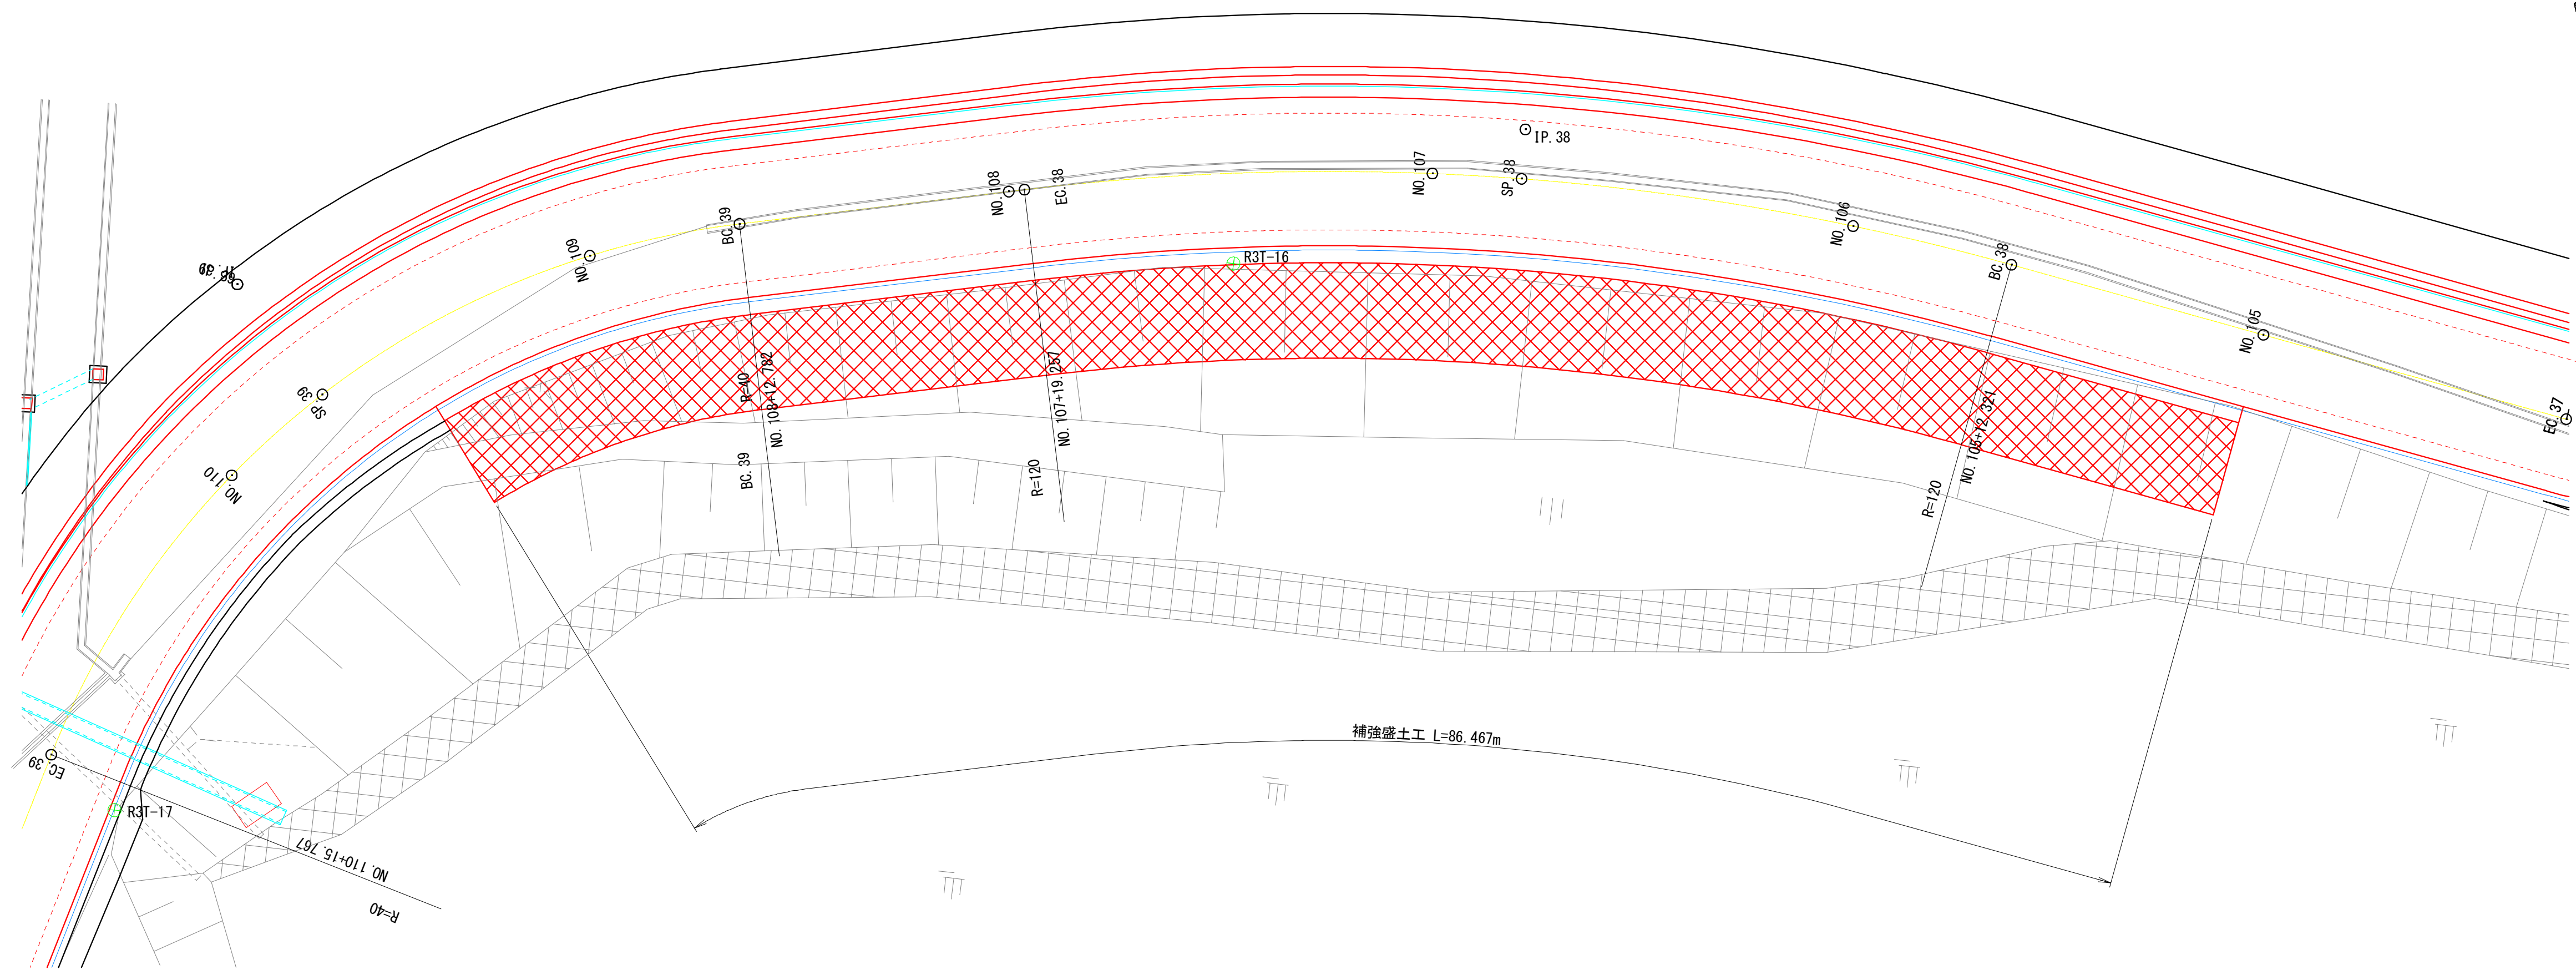 IP.38
NO.107
SP.38
NO.108
EC.38
BC.39
NO.106
NO.109
BC.38
IP.39
R3T-16
NO.105
SP.39
EC.37
R=40
NO.108+12.782
NO.107+19.257
NO.105+12.321
BC.39
R=120
R=120
NO.110
補強盛土工 L=86.467m
EC.39
R3T-17
NO.110+15.767
R=40